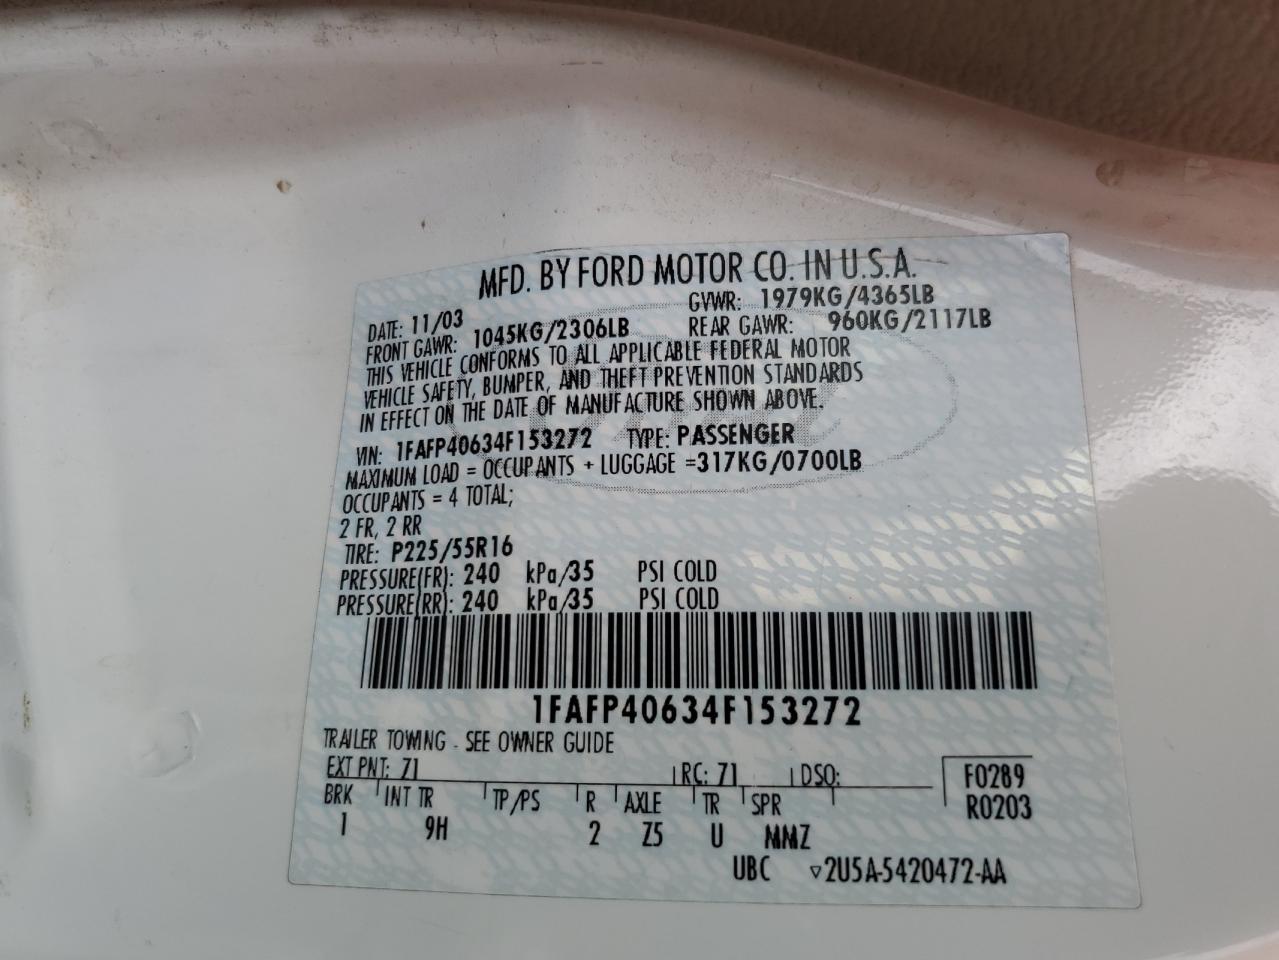 MFD. BY FORD MOTOR CO. IN U.S.A.
DATE: 11/03 GVWR: 1979KG/4365LB
FRONT GAWR: 1045KG/2306LB REAR GAWR: 960KG/2117LB
THIS VEHICLE CONFORMS TO ALL APPLICABLE FEDERAL MOTOR
VEHICLE SAFETY, BUMPER, AND THEFT PREVENTION STANDARDS
IN EFFECT ON THE DATE OF MANUFACTURE SHOWN ABOVE.
VIN: 1FAFP40634F153272 TYPE: PASSENGER
MAXIMUM LOAD = OCCUPANTS + LUGGAGE =317KG/0700LB
OCCUPANTS = 4 TOTAL;
2 FR, 2 RR
TIRE: P225/55R16
PRESSURE(FR): 240 kPa/35 PSI COLD
PRESSURE(RR): 240 kPa/35 PSI COLD
1FAFP40634F153272
TRAILER TOWING - SEE OWNER GUIDE
EXT PNT: Z1 RC: 71 DSO: F0289
BRK INT TR TP/PS R AXLE TR SPR R0203
1 9H 2 Z5 U MMZ
UBC ▽2U5A-5420472-AA